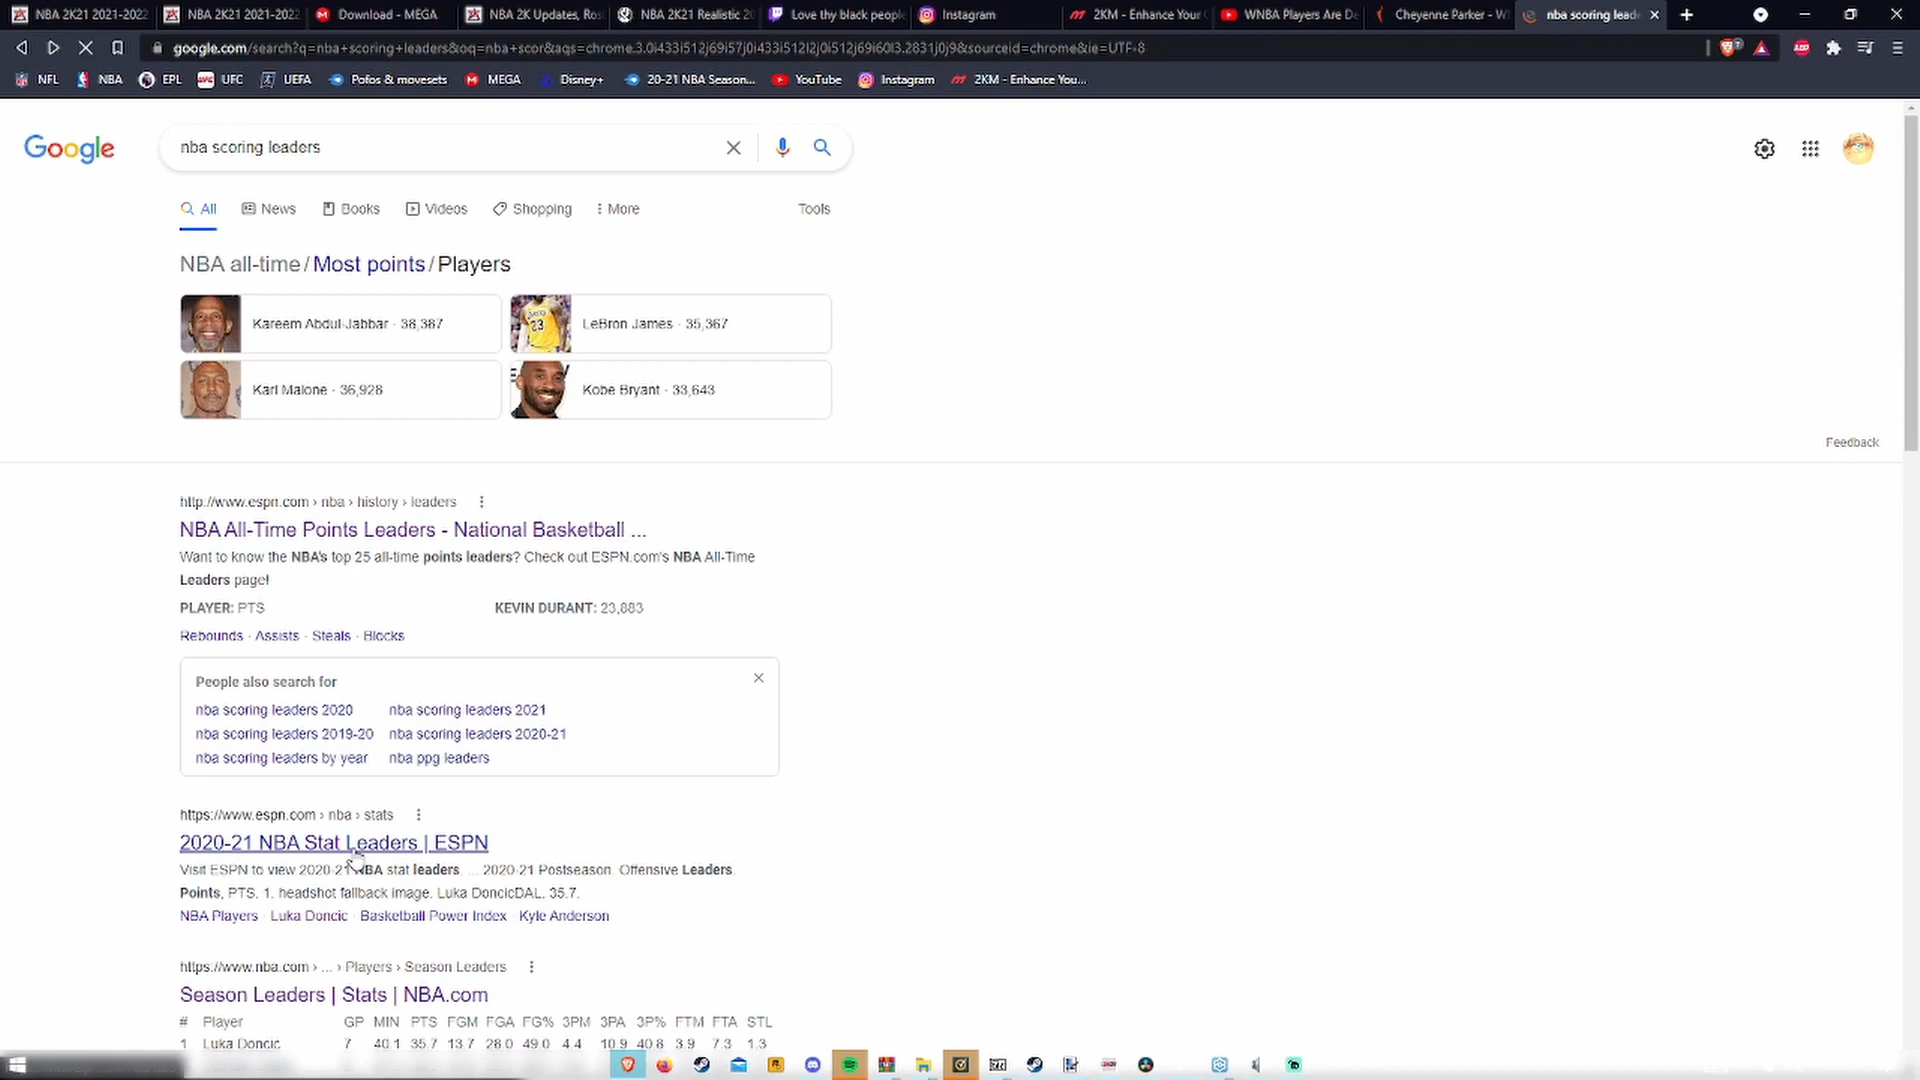 NBA 2K21 2021-2022
NBA 2K21 2021-2022
Download - MEGA
NBA 2K Updates, Ros
NBA 2K21 Realistic 20
Love thy black people
Instagram
2KM - Enhance Your
WNBA Players Are De
Cheyenne Parker - W
nba scoring lead
google.com/search?q=nba+scoring+leaders&oq=nba+scor&aqs=chrome.3.0i433i512j69i57j0i433i512l2j0i512j69i60l3.2831j0j9&sourceid=chrome&ie=UTF-8
NFL NBA EPL UFC UEFA Pofos & movesets MEGA Disney+ 20-21 NBA Season... YouTube Instagram 2KM - Enhance You...
Google
nba scoring leaders
All News Books Videos Shopping More Tools
NBA all-time / Most points / Players
Kareem Abdul-Jabbar · 38,387
LeBron James · 35,367
Karl Malone · 36,928
Kobe Bryant · 33,643
Feedback
http://www.espn.com › nba › history › leaders
NBA All-Time Points Leaders - National Basketball ...
Want to know the NBA's top 25 all-time points leaders? Check out ESPN.com's NBA All-Time
Leaders page!
PLAYER: PTS KEVIN DURANT: 23,883
Rebounds · Assists · Steals · Blocks
People also search for
nba scoring leaders 2020 nba scoring leaders 2021
nba scoring leaders 2019-20 nba scoring leaders 2020-21
nba scoring leaders by year nba ppg leaders
https://www.espn.com › nba › stats
2020-21 NBA Stat Leaders | ESPN
Visit ESPN to view 2020-21 NBA stat leaders. ... 2020-21 Postseason. Offensive Leaders.
Points, PTS. 1. headshot fallback image. Luka DoncicDAL. 35.7.
NBA Players · Luka Doncic · Basketball Power Index · Kyle Anderson
https://www.nba.com › ... › Players › Season Leaders
Season Leaders | Stats | NBA.com
# Player GP MIN PTS FGM FGA FG% 3PM 3PA 3P% FTM FTA STL
1 Luka Doncic 7 40.1 35.7 13.7 28.0 49.0 4.4 10.9 40.8 3.9 7.3 1.3